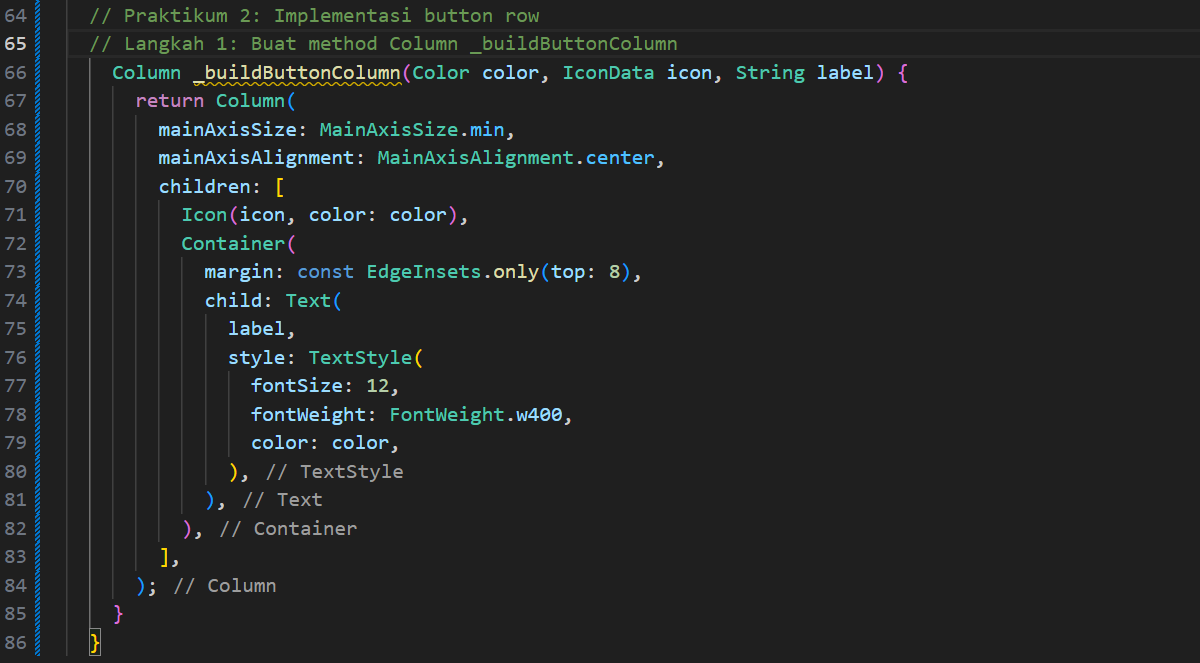 64 // Praktikum 2: Implementasi button row
65 // Langkah 1: Buat method Column _buildButtonColumn
66 Column _buildButtonColumn(Color color, IconData icon, String label) {
67 return Column(
68 mainAxisSize: MainAxisSize.min,
69 mainAxisAlignment: MainAxisAlignment.center,
70 children: [
71 Icon(icon, color: color),
72 Container(
73 margin: const EdgeInsets.only(top: 8),
74 child: Text(
75 label,
76 style: TextStyle(
77 fontSize: 12,
78 fontWeight: FontWeight.w400,
79 color: color,
80 ), // TextStyle
81 ), // Text
82 ), // Container
83 ],
84 ); // Column
85 }
86 }